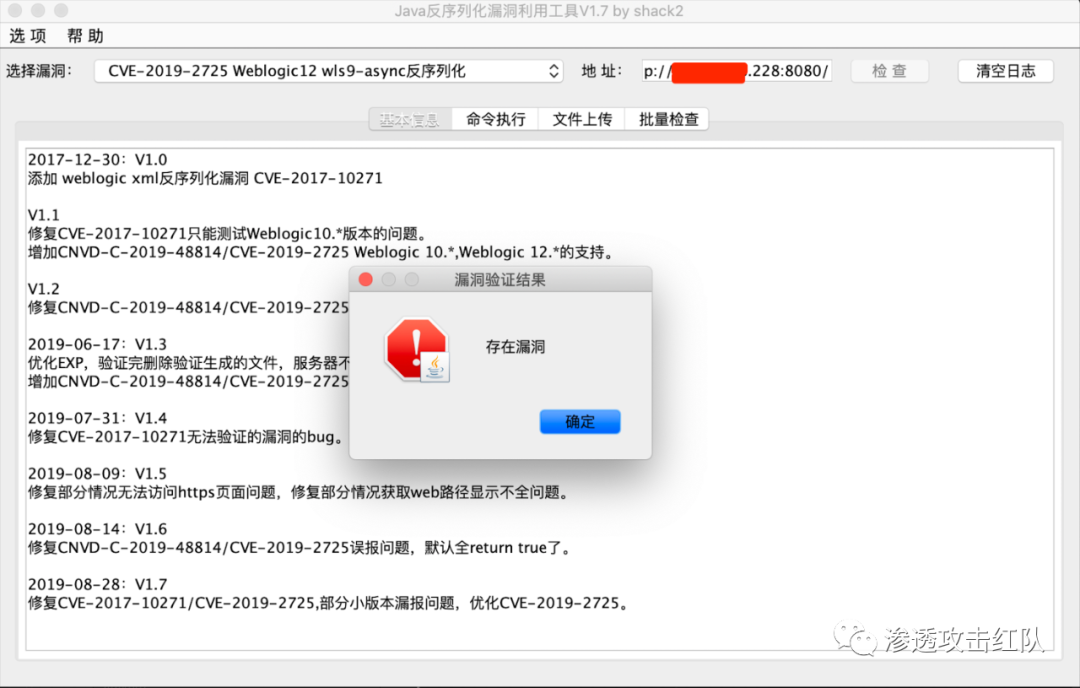 Java反序列化漏洞利用工具V1.7 by shack2
选 项 帮 助
选择漏洞： CVE-2019-2725 Weblogic12 wls9-async反序列化 地 址： p:// .228:8080/ 检 查 清空日志
基本信息 命令执行 文件上传 批量检查
2017-12-30：V1.0
添加 weblogic xml反序列化漏洞 CVE-2017-10271
V1.1
修复CVE-2017-10271只能测试Weblogic10.*版本的问题。
增加CNVD-C-2019-48814/CVE-2019-2725 Weblogic 10.*,Weblogic 12.*的支持。
V1.2
修复CNVD-C-2019-48814/CVE-2019-2725
2019-06-17：V1.3
优化EXP，验证完删除验证生成的文件，服务器不
增加CNVD-C-2019-48814/CVE-2019-2725
2019-07-31：V1.4
修复CVE-2017-10271无法验证的漏洞的bug。
2019-08-09：V1.5
修复部分情况无法访问https页面问题，修复部分情况获取web路径显示不全问题。
2019-08-14：V1.6
修复CNVD-C-2019-48814/CVE-2019-2725误报问题，默认全return true了。
2019-08-28：V1.7
修复CVE-2017-10271/CVE-2019-2725,部分小版本漏报问题，优化CVE-2019-2725。
漏洞验证结果
存在漏洞
确定
渗透攻击红队